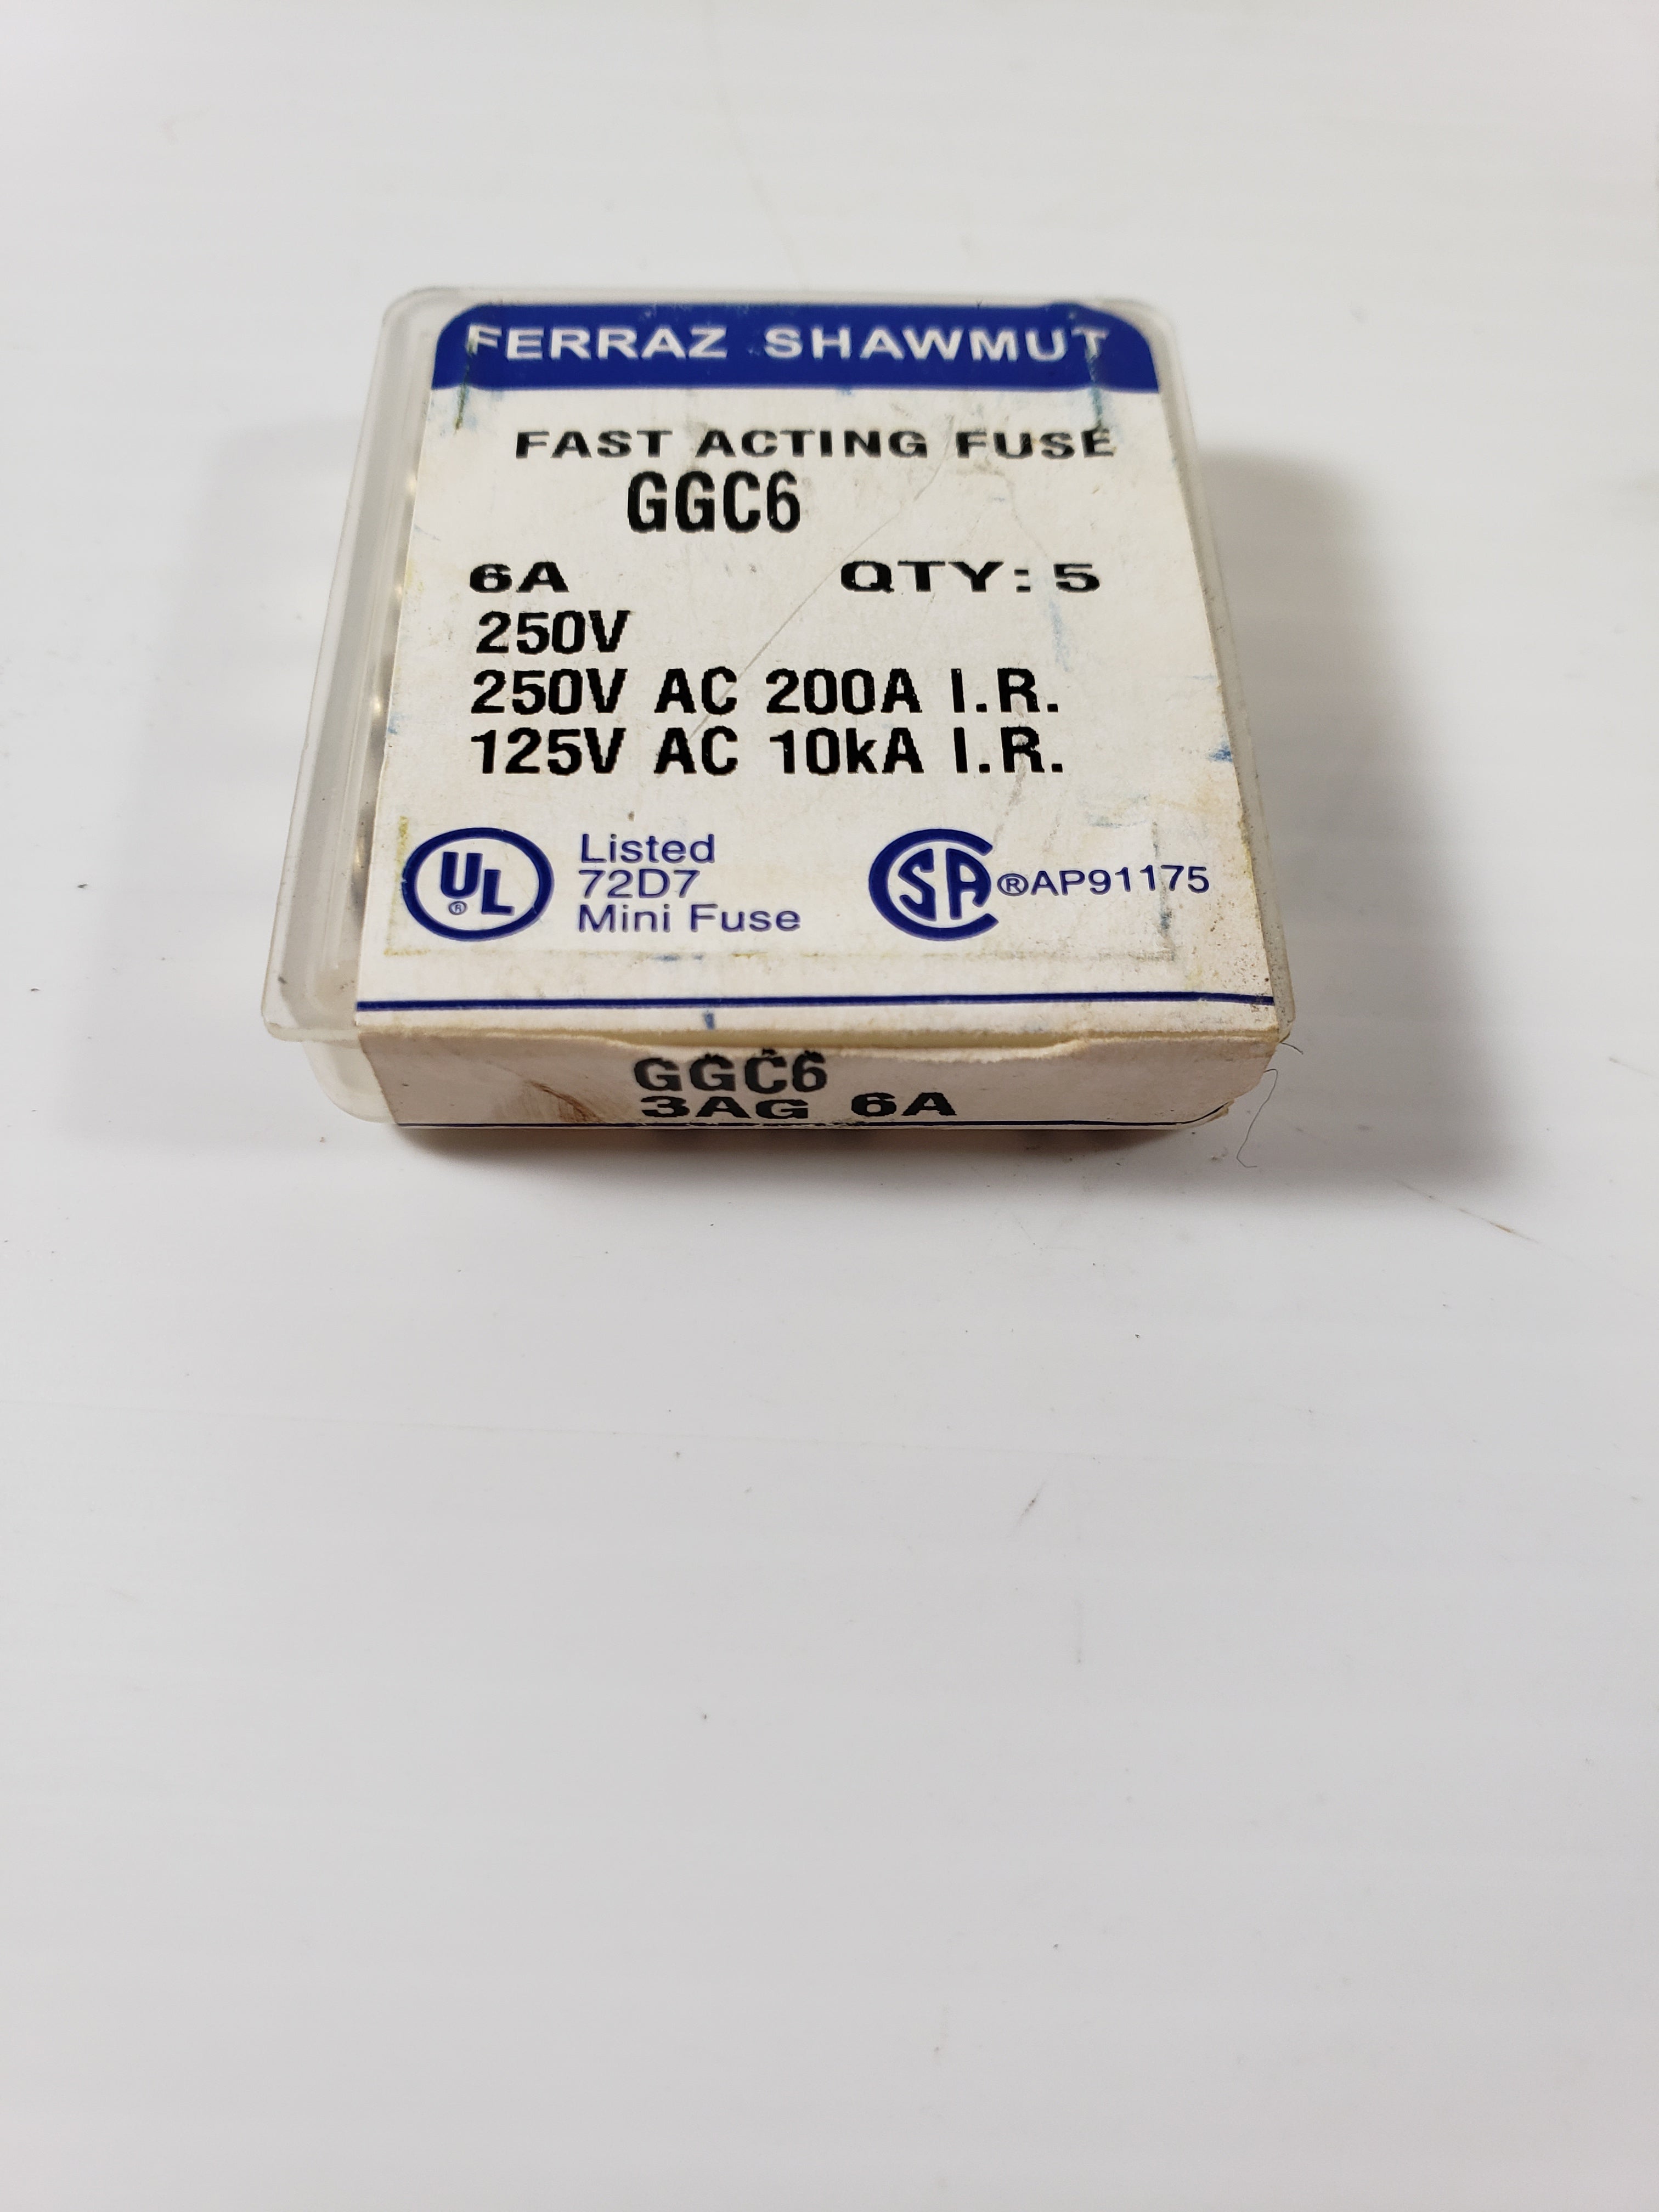 FERRAZ SHAWMUT
FAST ACTING FUSE
GGC6
6A QTY: 5
250V
250V AC 200A I.R.
125V AC 10kA I.R.
UL® Listed
72D7
Mini Fuse
CSA ®AP91175
GGC6
3AG 6A